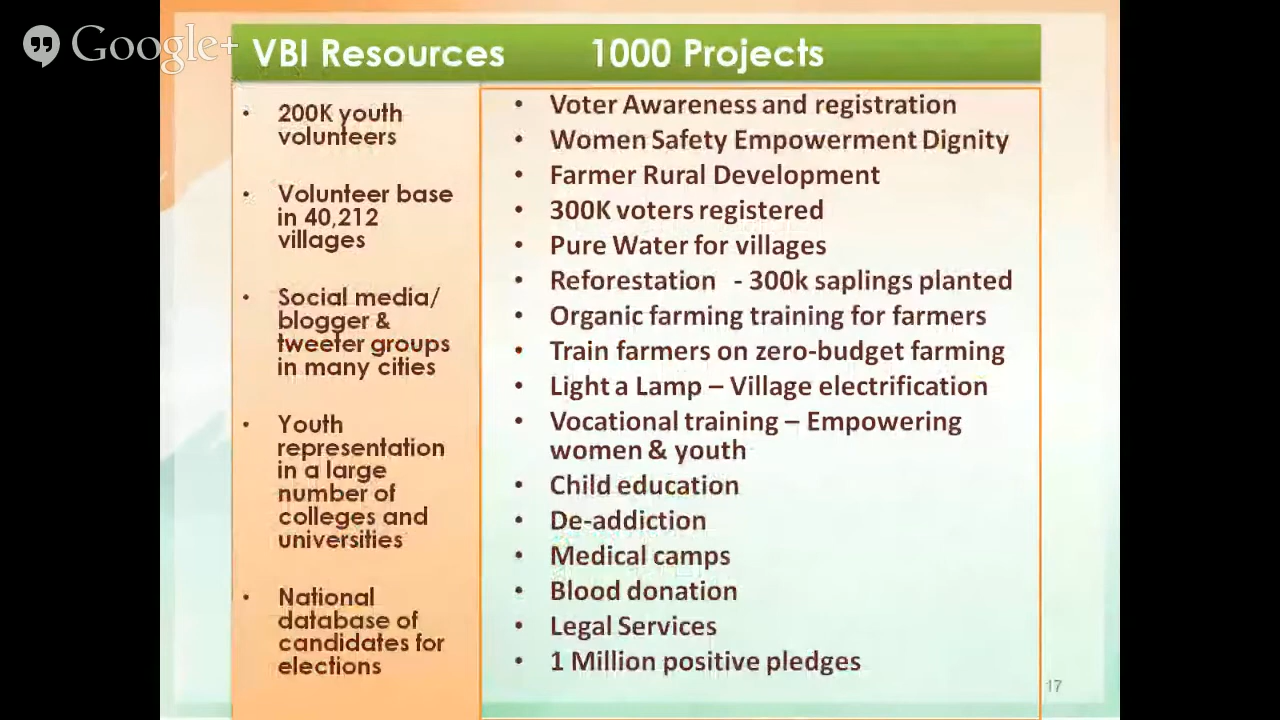 Google+
VBI Resources 1000 Projects
• 200K youth
volunteers
• Volunteer base
in 40,212
villages
• Social media/
blogger &
tweeter groups
in many cities
• Youth
representation
in a large
number of
colleges and
universities
• National
database of
candidates for
elections
• Voter Awareness and registration
• Women Safety Empowerment Dignity
• Farmer Rural Development
• 300K voters registered
• Pure Water for villages
• Reforestation - 300k saplings planted
• Organic farming training for farmers
• Train farmers on zero-budget farming
• Light a Lamp – Village electrification
• Vocational training – Empowering
women & youth
• Child education
• De-addiction
• Medical camps
• Blood donation
• Legal Services
• 1 Million positive pledges
17